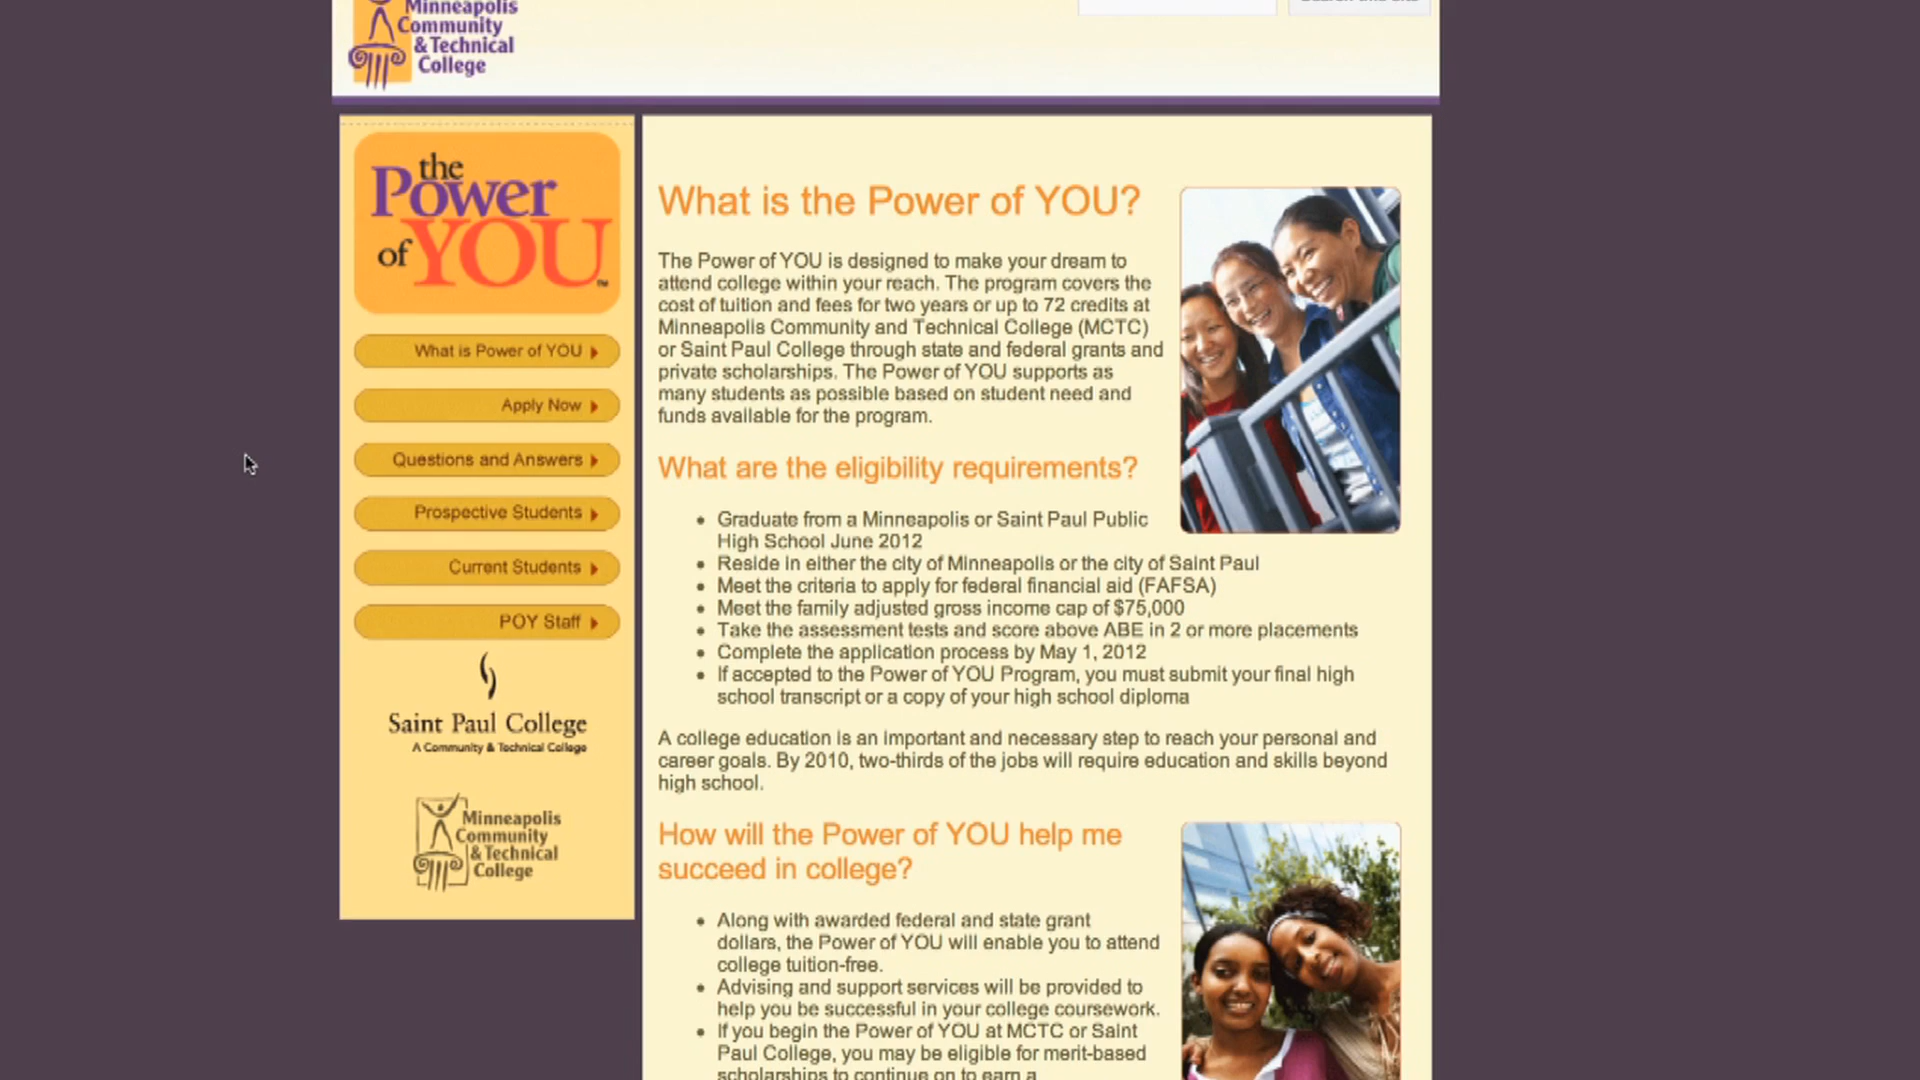 Minneapolis
Community
& Technical
College
the
Power
of YOU
TM
What is Power of YOU
Apply Now
Questions and Answers
Prospective Students
Current Students
POY Staff
Saint Paul College
A Community & Technical College
Minneapolis
Community
& Technical
College
What is the Power of YOU?
The Power of YOU is designed to make your dream to
attend college within your reach. The program covers the
cost of tuition and fees for two years or up to 72 credits at
Minneapolis Community and Technical College (MCTC)
or Saint Paul College through state and federal grants and
private scholarships. The Power of YOU supports as
many students as possible based on student need and
funds available for the program.
What are the eligibility requirements?
• Graduate from a Minneapolis or Saint Paul Public
High School June 2012
• Reside in either the city of Minneapolis or the city of Saint Paul
• Meet the criteria to apply for federal financial aid (FAFSA)
• Meet the family adjusted gross income cap of $75,000
• Take the assessment tests and score above ABE in 2 or more placements
• Complete the application process by May 1, 2012
• If accepted to the Power of YOU Program, you must submit your final high
school transcript or a copy of your high school diploma
A college education is an important and necessary step to reach your personal and
career goals. By 2010, two-thirds of the jobs will require education and skills beyond
high school.
How will the Power of YOU help me
succeed in college?
• Along with awarded federal and state grant
dollars, the Power of YOU will enable you to attend
college tuition-free.
• Advising and support services will be provided to
help you be successful in your college coursework.
• If you begin the Power of YOU at MCTC or Saint
Paul College, you may be eligible for merit-based
scholarships to continue on to earn a